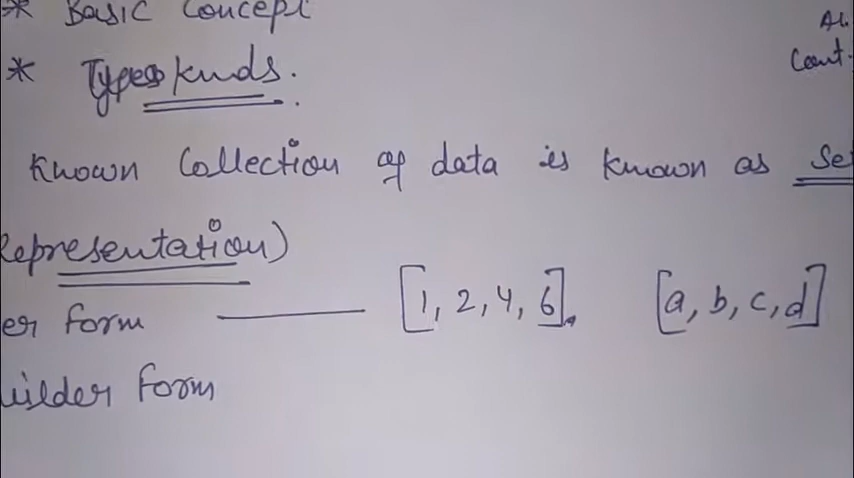 * Basic Concept
* Types kinds.
Known Collection of data is known as Se
Representation)
er form —— [1, 2, 4, 6]. [a, b, c, d]
uilder form